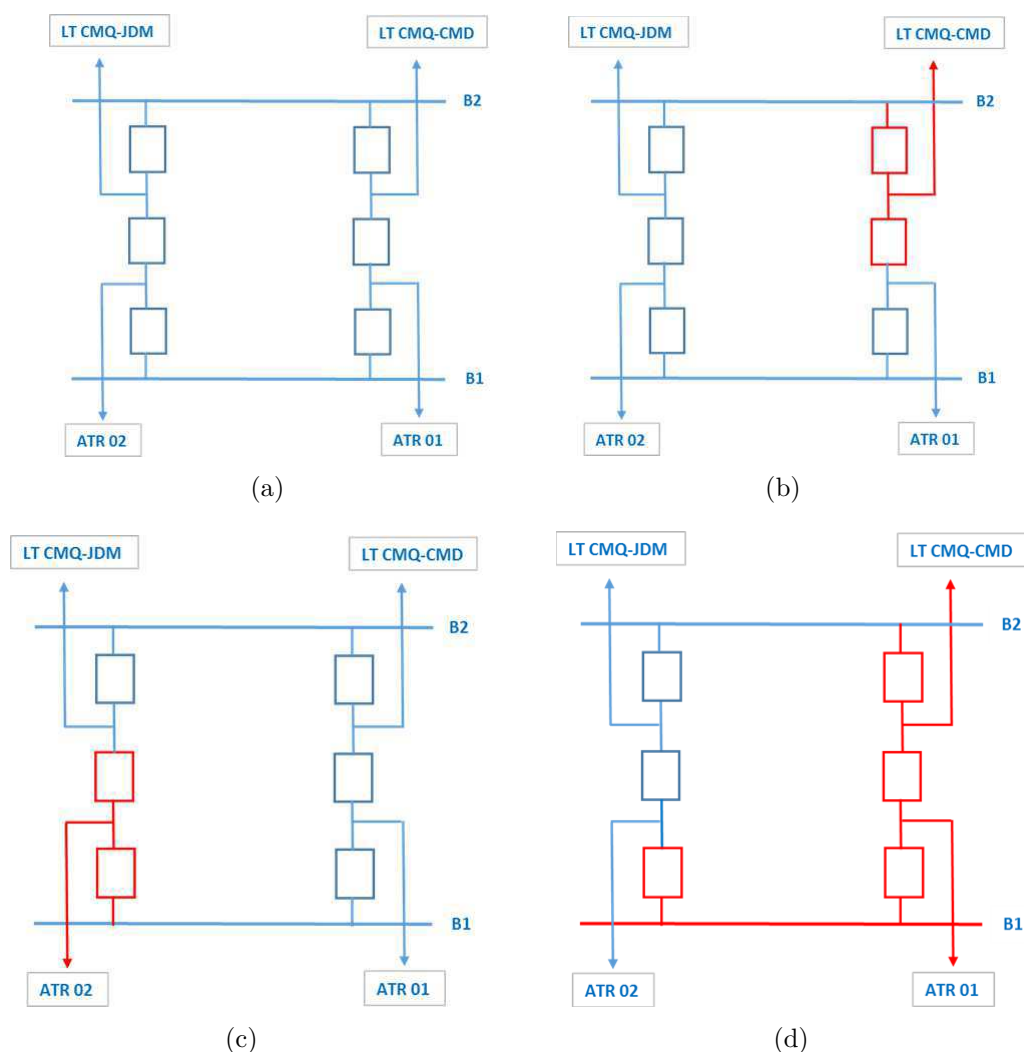 LT CMQ-JDM
LT CMQ-CMD
B2
B1
ATR 02
ATR 01
(a)
LT CMQ-JDM
LT CMQ-CMD
B2
B1
ATR 02
ATR 01
(b)
LT CMQ-JDM
LT CMQ-CMD
B2
B1
ATR 02
ATR 01
(c)
LT CMQ-JDM
LT CMQ-CMD
B2
B1
ATR 02
ATR 01
(d)